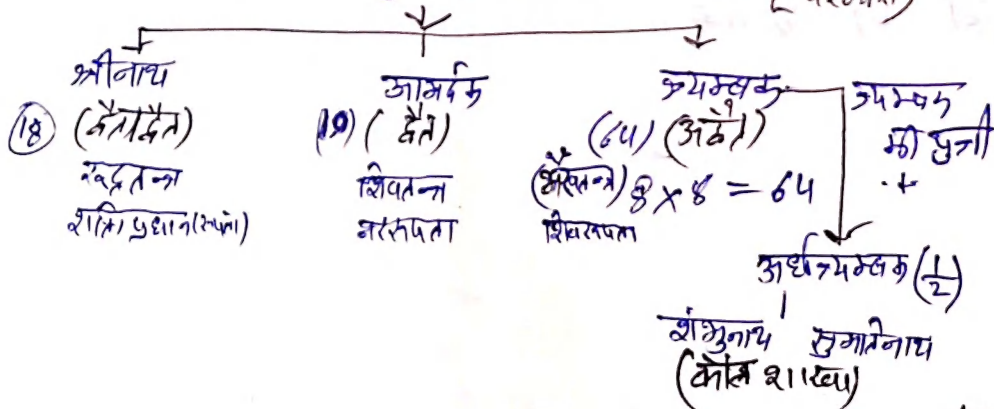 श्रीनाथ
(18) (द्वैताद्वैत)
रुद्रतन्त्र
शक्ति प्रधान (रूपता)
आमर्दक
(10) (द्वैत)
शिवतन्त्र
नररूपता
त्र्यम्बक
(64) (अद्वैत)
(भैरवतन्त्र) 8 × 8 = 64
शिवरूपता
त्र्यम्बक
की पुत्री
अर्धत्र्यम्बक (1/2)
शंभुनाथ सुमतिनाथ
(कौल शाखा)